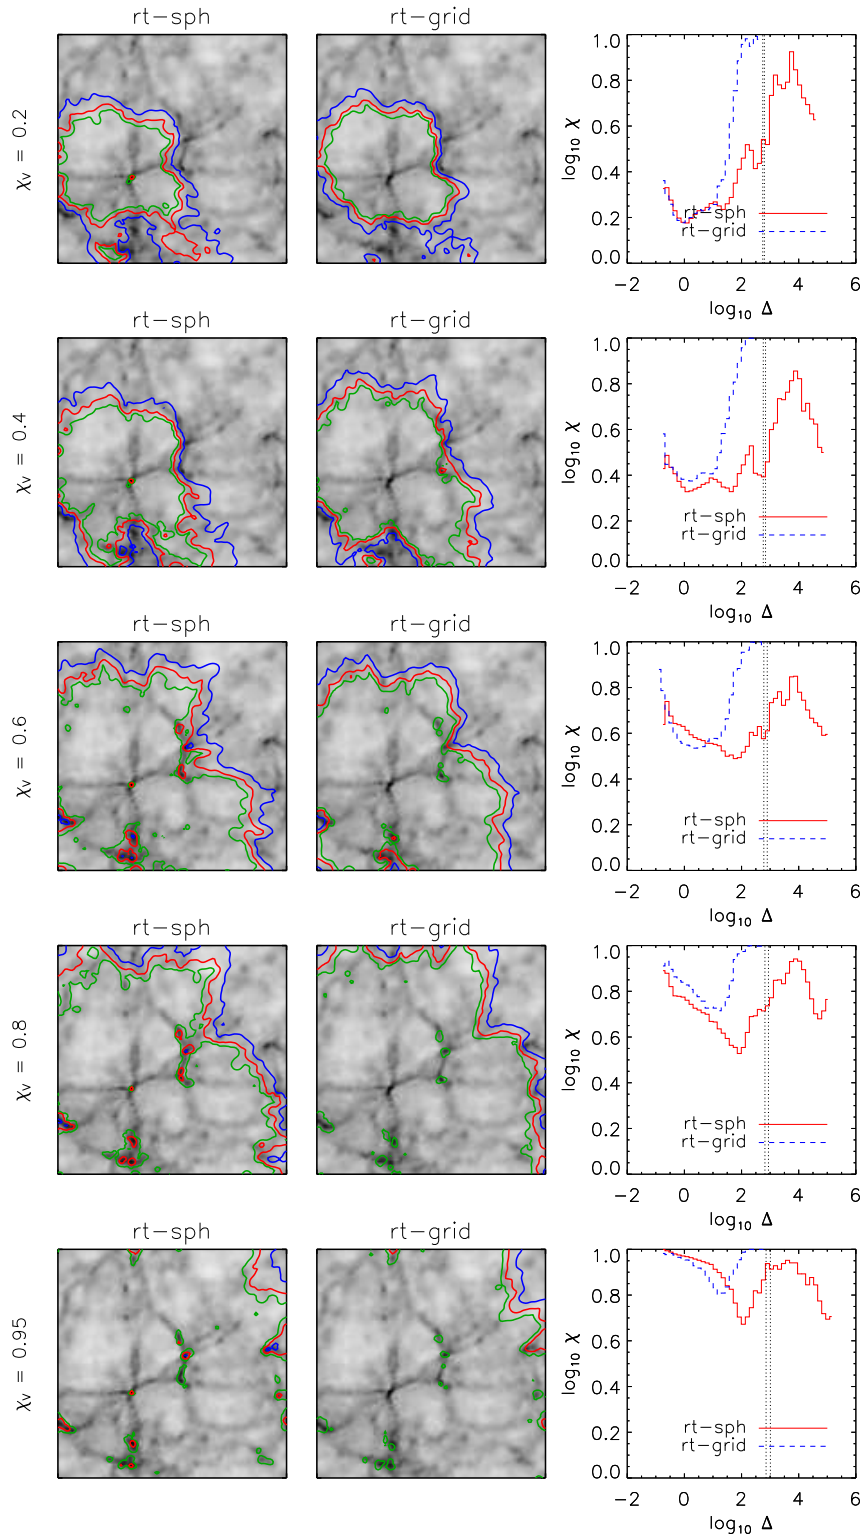 rt-sph
rt-grid
χv = 0.2
log10 χ
1.0
0.8
0.6
0.4
0.2
0.0
rt-sph
rt-grid
-2 0 2 4 6
log10 Δ
rt-sph
rt-grid
χv = 0.4
log10 χ
1.0
0.8
0.6
0.4
0.2
0.0
rt-sph
rt-grid
-2 0 2 4 6
log10 Δ
rt-sph
rt-grid
χv = 0.6
log10 χ
1.0
0.8
0.6
0.4
0.2
0.0
rt-sph
rt-grid
-2 0 2 4 6
log10 Δ
rt-sph
rt-grid
χv = 0.8
log10 χ
1.0
0.8
0.6
0.4
0.2
0.0
rt-sph
rt-grid
-2 0 2 4 6
log10 Δ
rt-sph
rt-grid
χv = 0.95
log10 χ
1.0
0.8
0.6
0.4
0.2
0.0
rt-sph
rt-grid
-2 0 2 4 6
log10 Δ